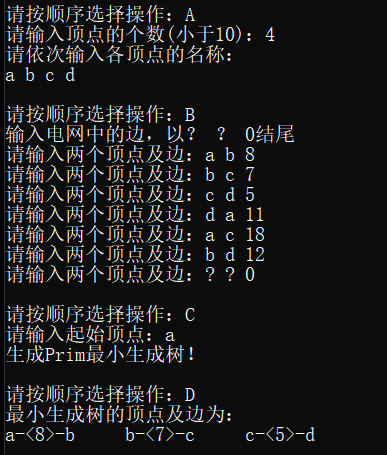 请按顺序选择操作：A
请输入顶点的个数(小于10)：4
请依次输入各顶点的名称：
a b c d
请按顺序选择操作：B
输入电网中的边，以？ ？ 0结尾
请输入两个顶点及边：a b 8
请输入两个顶点及边：b c 7
请输入两个顶点及边：c d 5
请输入两个顶点及边：d a 11
请输入两个顶点及边：a c 18
请输入两个顶点及边：b d 12
请输入两个顶点及边：? ? 0
请按顺序选择操作：C
请输入起始顶点：a
生成Prim最小生成树！
请按顺序选择操作：D
最小生成树的顶点及边为：
a-<8>-b b-<7>-c c-<5>-d